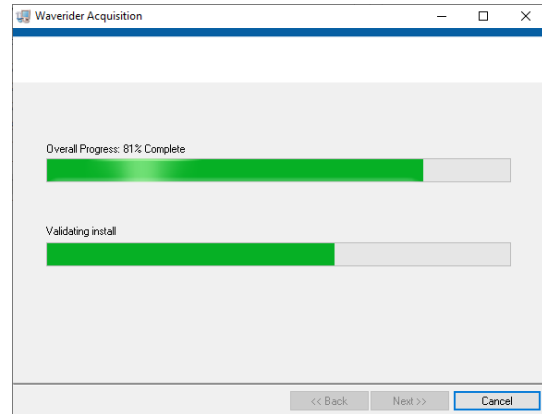 Waverider Acquisition
Overall Progress: 81% Complete
Validating install
<< Back Next >> Cancel